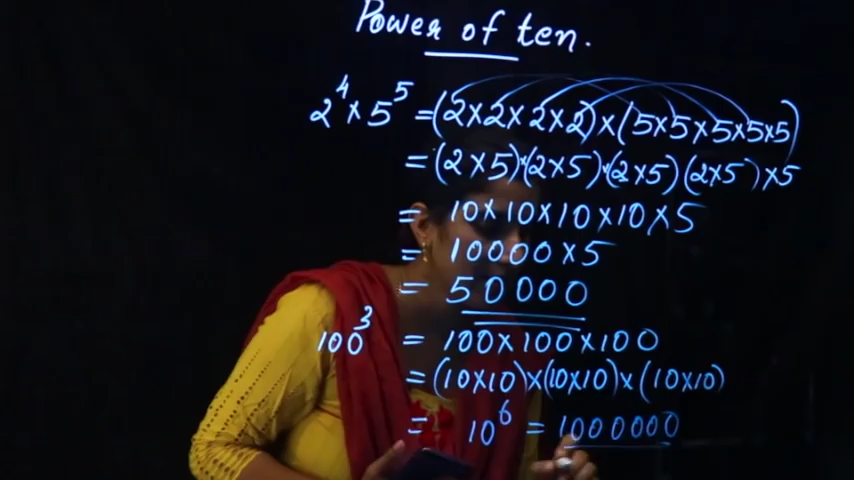 Power of ten.
2⁴ × 5⁵ = (2×2×2×2)×(5×5×5×5×5)
= (2×5)×(2×5)×(2×5)(2×5)×5
= 10×10×10×10×5
= 10000×5
= 50000
100³ = 100×100×100
= (10×10)×(10×10)×(10×10)
= 10⁶ = 1000000